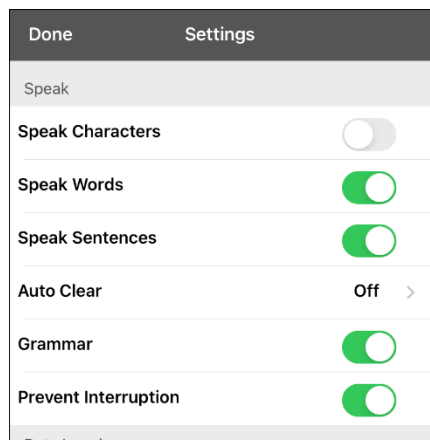 Done Settings
Speak
Speak Characters
Speak Words
Speak Sentences
Auto Clear Off
Grammar
Prevent Interruption